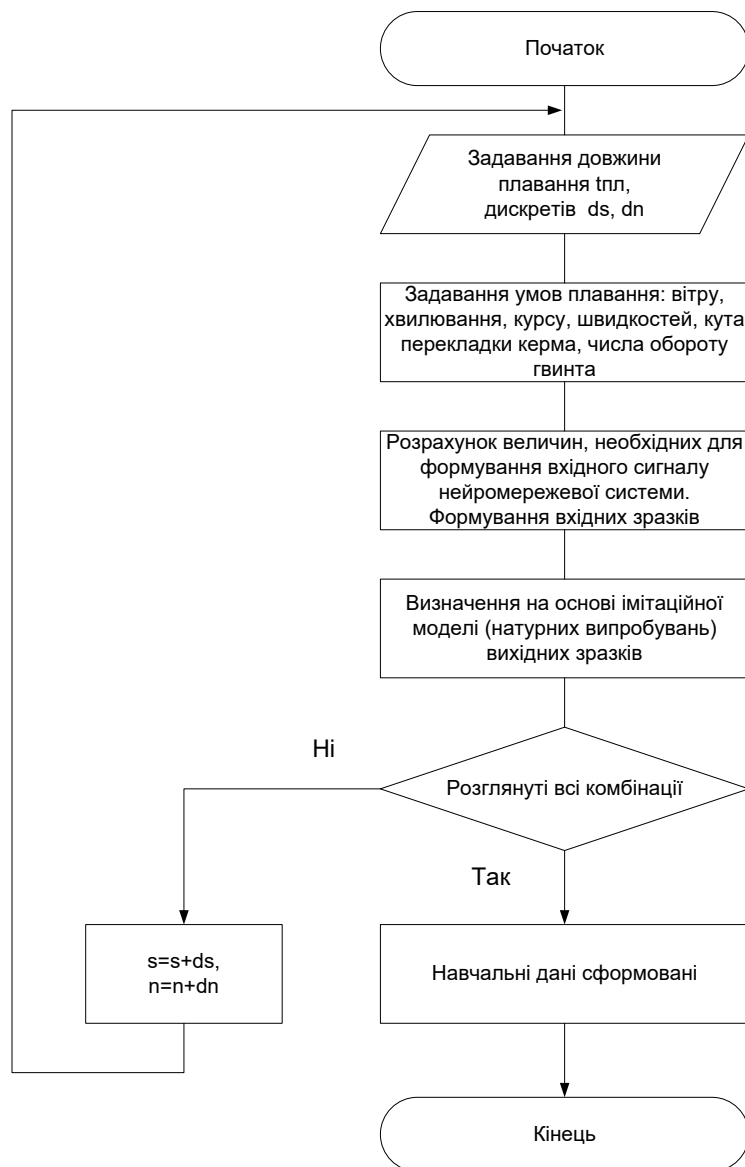 Початок
Задавання довжини
плавання tпл,
дискретів ds, dn
Задавання умов плавання: вітру,
хвилювання, курсу, швидкостей, кута
перекладки керма, числа обороту
гвинта
Розрахунок величин, необхідних для
формування вхідного сигналу
нейромережевої системи.
Формування вхідних зразків
Визначення на основі імітаційної
моделі (натурних випробувань)
вихідних зразків
Ні
Розглянуті всі комбінації
Так
s=s+ds,
n=n+dn
Навчальні дані сформовані
Кінець